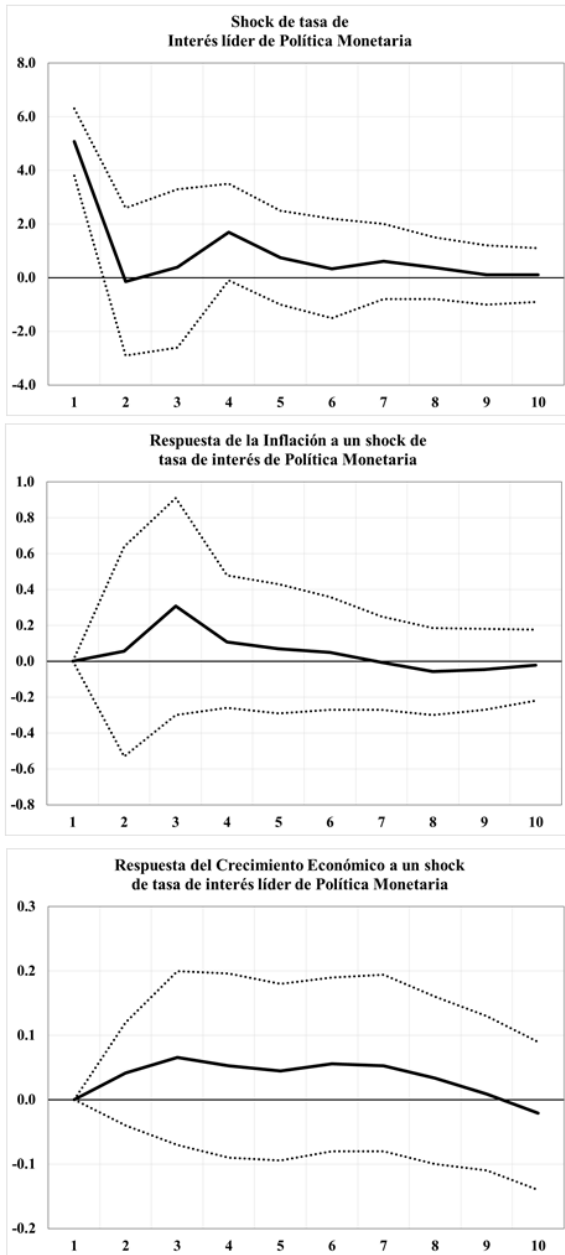 Shock de tasa de
Interés líder de Política Monetaria
8.0
6.0
4.0
2.0
0.0
-2.0
-4.0
1 2 3 4 5 6 7 8 9 10
Respuesta de la Inflación a un shock de
tasa de interés de Política Monetaria
1.0
0.8
0.6
0.4
0.2
0.0
-0.2
-0.4
-0.6
-0.8
1 2 3 4 5 6 7 8 9 10
Respuesta del Crecimiento Económico a un shock
de tasa de interés líder de Política Monetaria
0.3
0.2
0.1
0.0
-0.1
-0.2
1 2 3 4 5 6 7 8 9 10